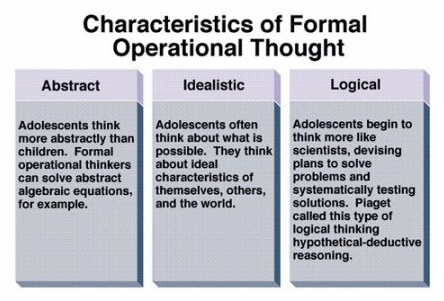 Characteristics of Formal
Operational Thought
Abstract
Adolescents think
more abstractly than
children. Formal
operational thinkers
can solve abstract
algebraic equations,
for example.
Idealistic
Adolescents often
think about what is
possible. They think
about ideal
characteristics of
themselves, others,
and the world.
Logical
Adolescents begin to
think more like
scientists, devising
plans to solve
problems and
systematically testing
solutions. Piaget
called this type of
logical thinking
hypothetical-deductive
reasoning.